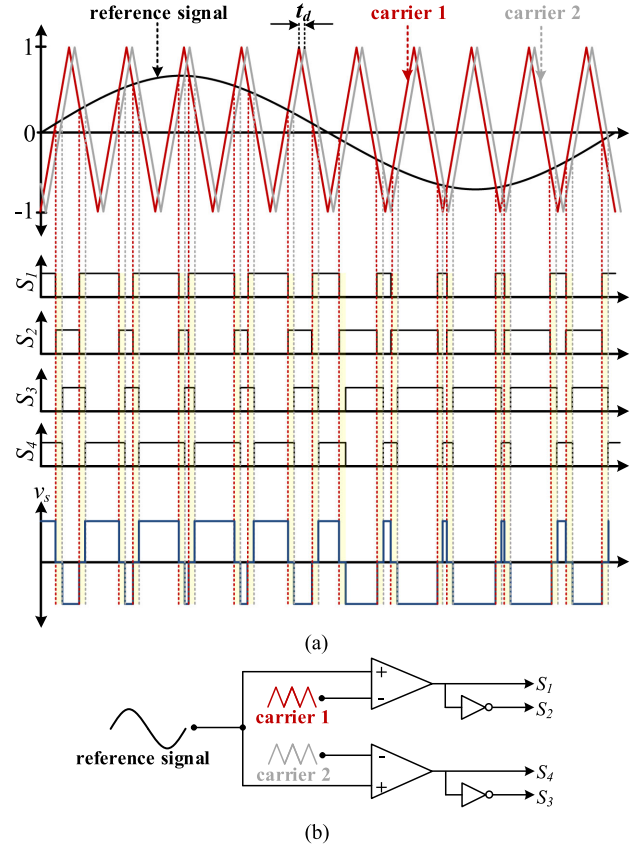 reference signal
t_d
carrier 1
carrier 2
1
0
-1
S_1
S_2
S_3
S_4
v_s
(a)
reference signal
carrier 1
carrier 2
+
-
-
+
S_1
S_2
S_4
S_3
(b)